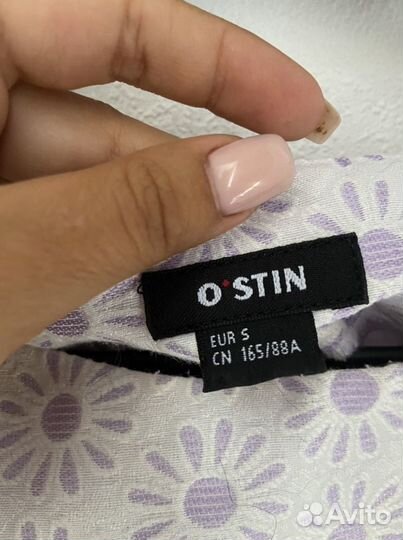 O'STIN
EUR S
CN 165/88A
Avito